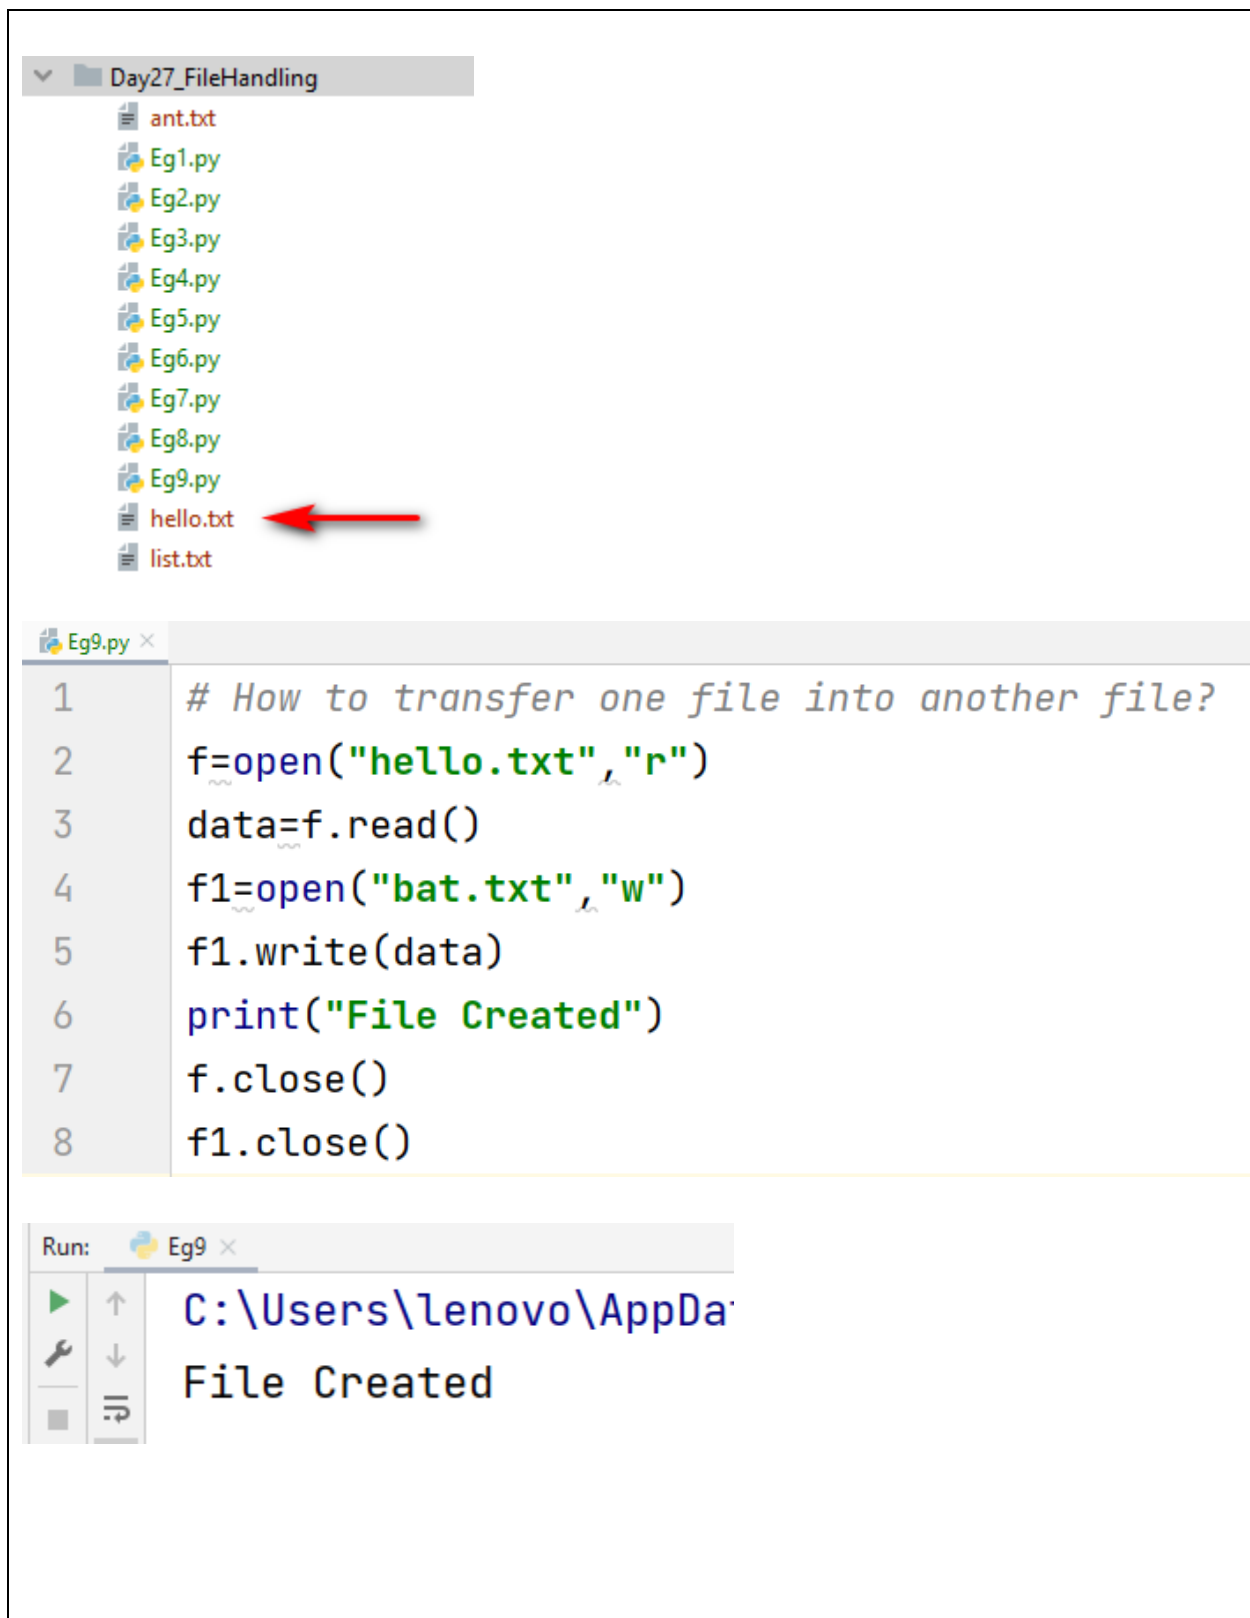 Day27_FileHandling
ant.txt
Eg1.py
Eg2.py
Eg3.py
Eg4.py
Eg5.py
Eg6.py
Eg7.py
Eg8.py
Eg9.py
hello.txt
list.txt
Eg9.py
1 # How to transfer one file into another file?
2 f=open("hello.txt","r")
3 data=f.read()
4 f1=open("bat.txt","w")
5 f1.write(data)
6 print("File Created")
7 f.close()
8 f1.close()
Run: Eg9
C:\Users\lenovo\AppDa
File Created